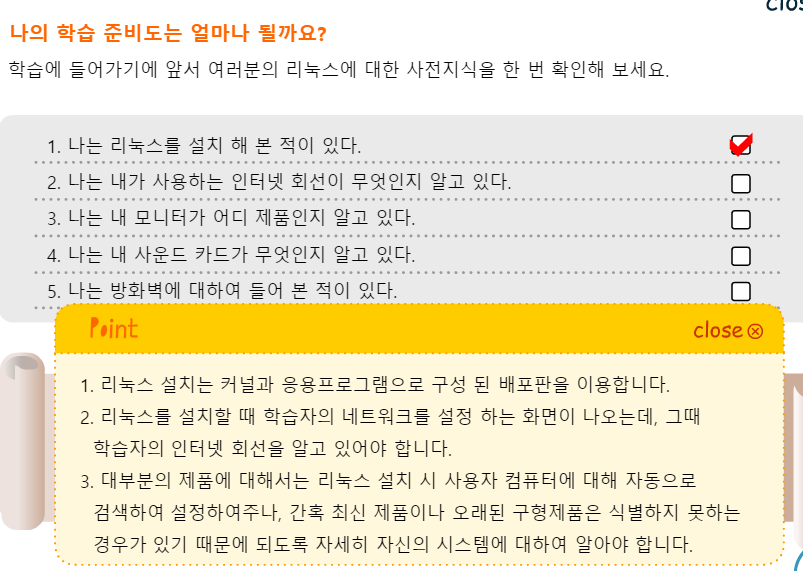 나의 학습 준비도는 얼마나 될까요?
학습에 들어가기에 앞서 여러분의 리눅스에 대한 사전지식을 한 번 확인해 보세요.
1. 나는 리눅스를 설치 해 본 적이 있다.
2. 나는 내가 사용하는 인터넷 회선이 무엇인지 알고 있다.
3. 나는 내 모니터가 어디 제품인지 알고 있다.
4. 나는 내 사운드 카드가 무엇인지 알고 있다.
5. 나는 방화벽에 대하여 들어 본 적이 있다.
Point
close
1. 리눅스 설치는 커널과 응용프로그램으로 구성 된 배포판을 이용합니다.
2. 리눅스를 설치할 때 학습자의 네트워크를 설정 하는 화면이 나오는데, 그때
학습자의 인터넷 회선을 알고 있어야 합니다.
3. 대부분의 제품에 대해서는 리눅스 설치 시 사용자 컴퓨터에 대해 자동으로
검색하여 설정하여주나, 간혹 최신 제품이나 오래된 구형제품은 식별하지 못하는
경우가 있기 때문에 되도록 자세히 자신의 시스템에 대하여 알아야 합니다.